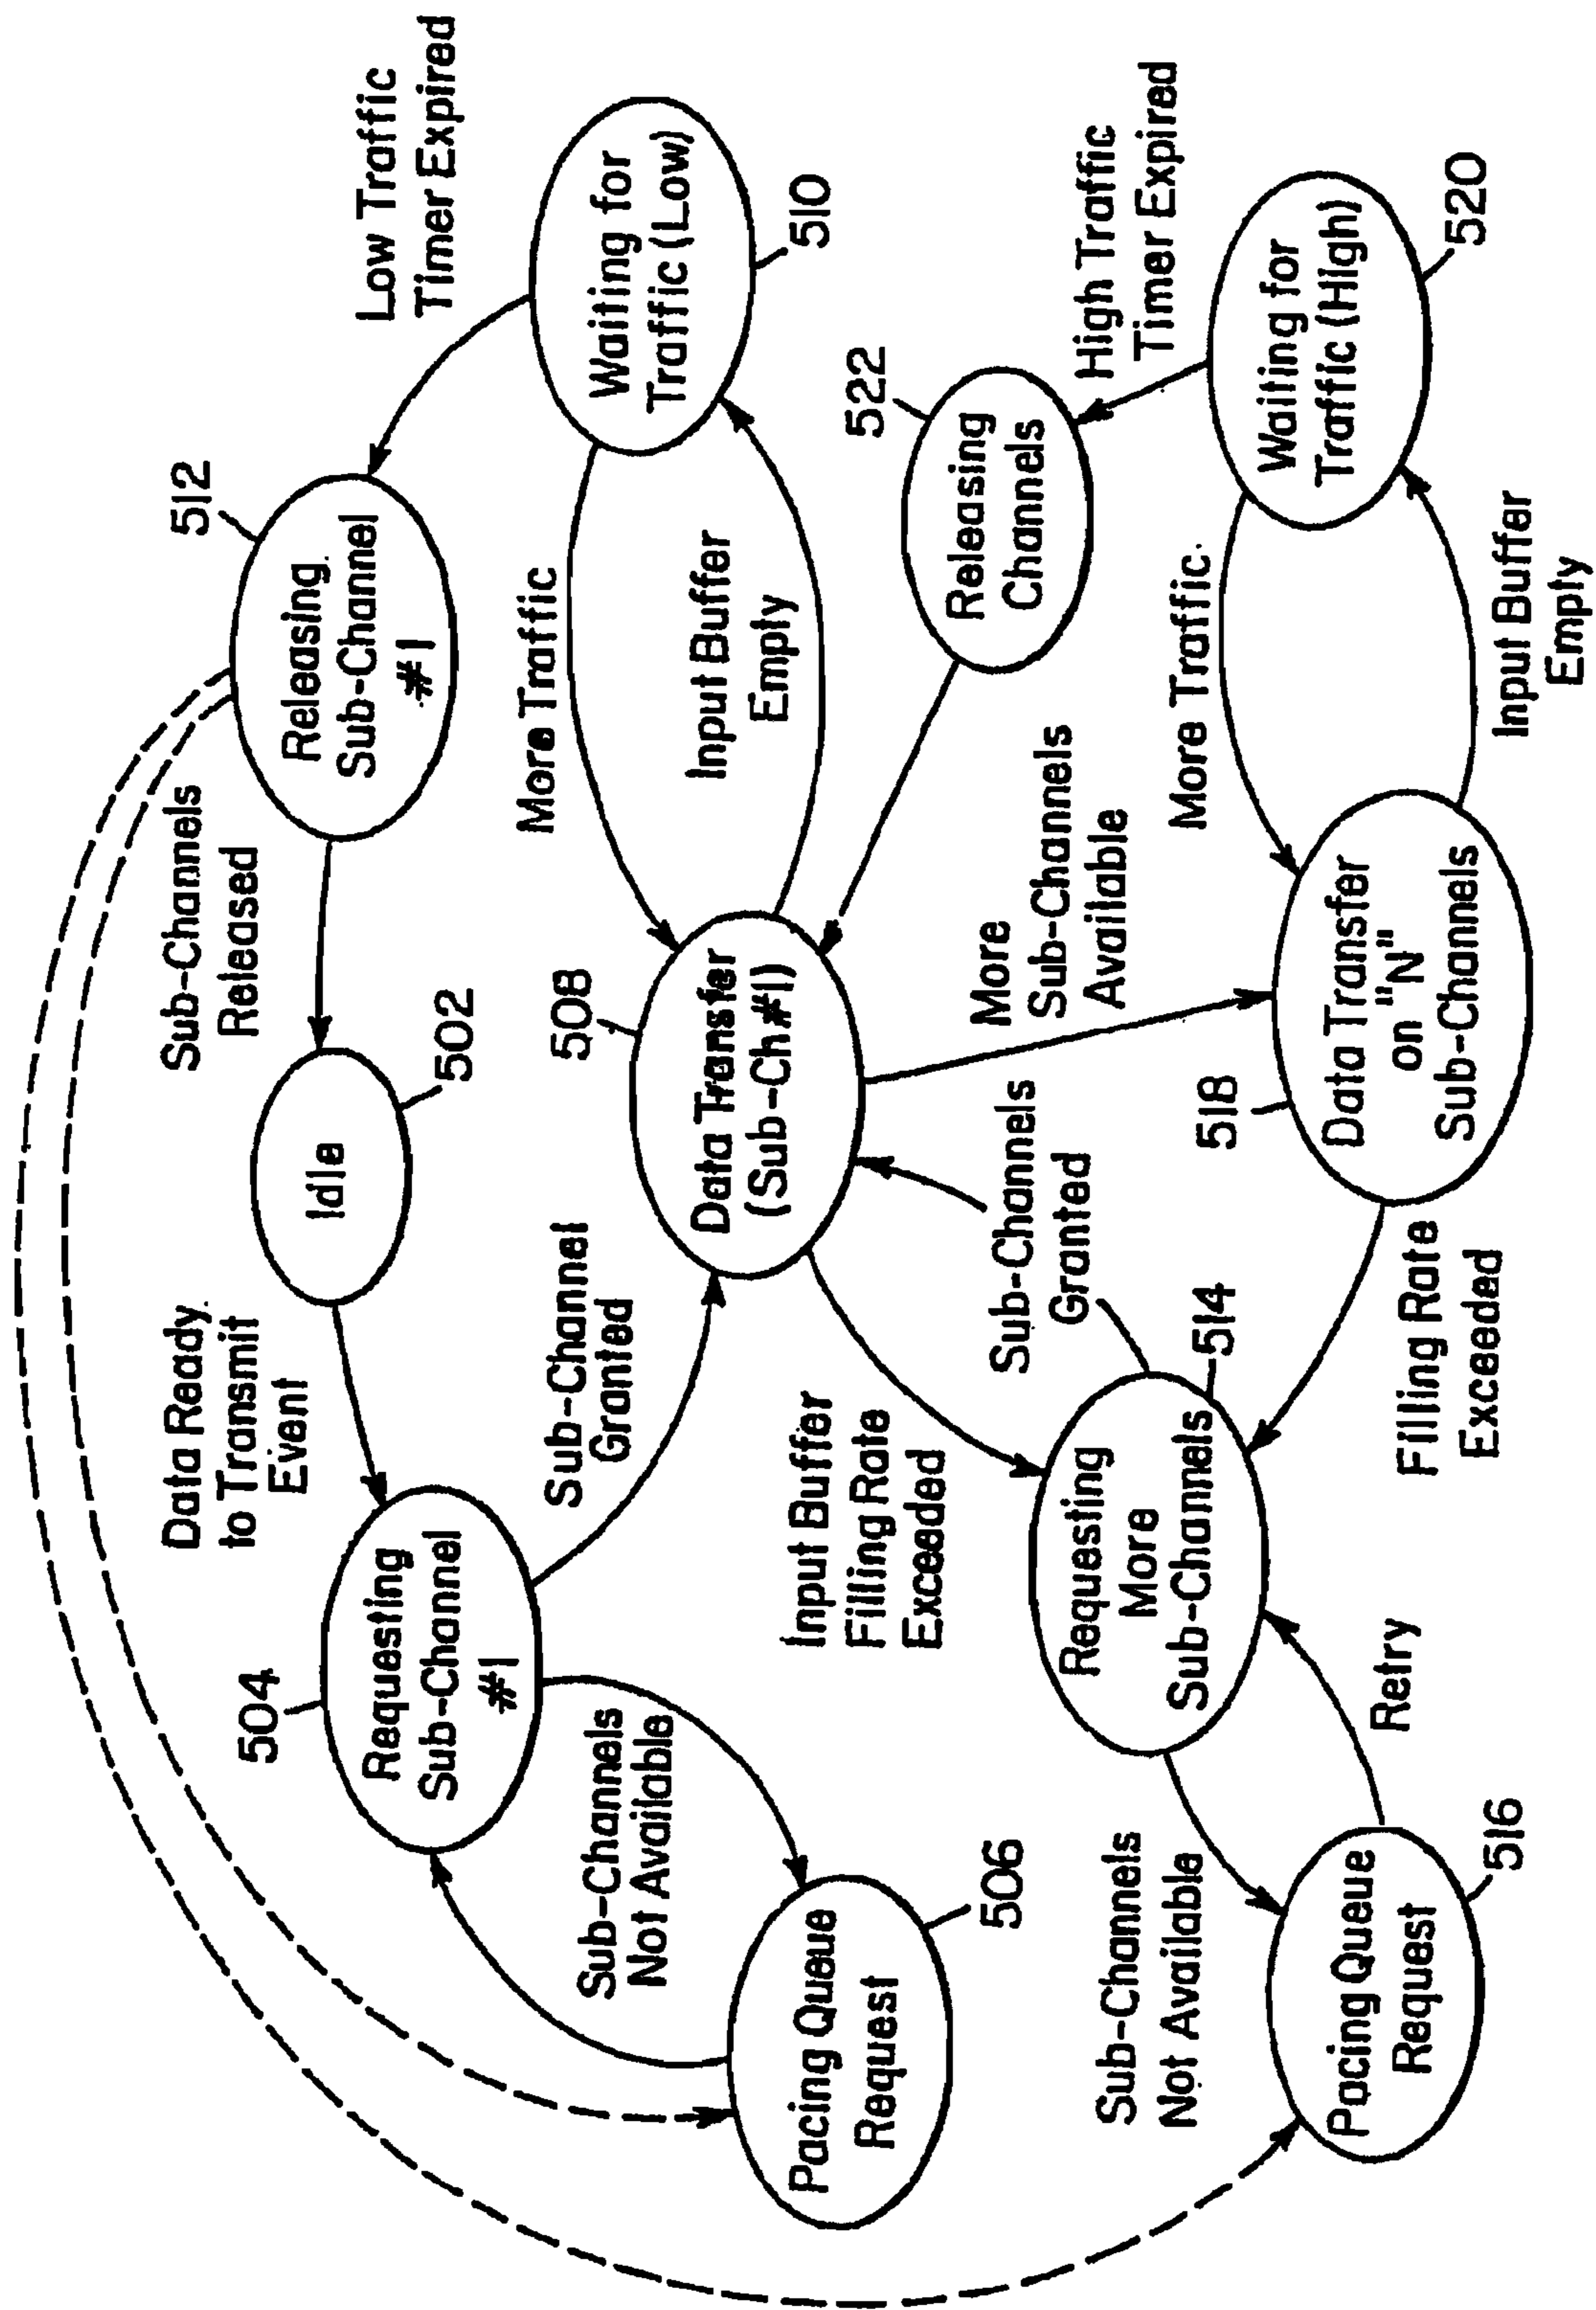 Data Ready
to Transmit
Event
Sub-Channels
Released
Low Traffic
Timer Expired
504
Requesting
Sub-Channel
#1
Idle
502
512
Releasing
Sub-Channel
#1
Sub-Channel
Granted
508
More Traffic
Waiting for
Traffic (Low)
510
Sub-Channels
Not Available
Data Transfer
(Sub-Ch#1)
Input Buffer
Empty
Pacing Queue
Request
506
Input Buffer
Filling Rate
Exceeded
Sub-Channels
Granted
More
Sub-Channels
Available
522
Releasing
Channels
High Traffic
Timer Expired
Requesting
More
Sub-Channels
514
518
More Traffic
Sub-Channels
Not Available
Data Transfer
on "N"
Sub-Channels
Waiting for
Traffic (High)
520
Pacing Queue
Request
516
Retry
Filling Rate
Exceeded
Input Buffer
Empty